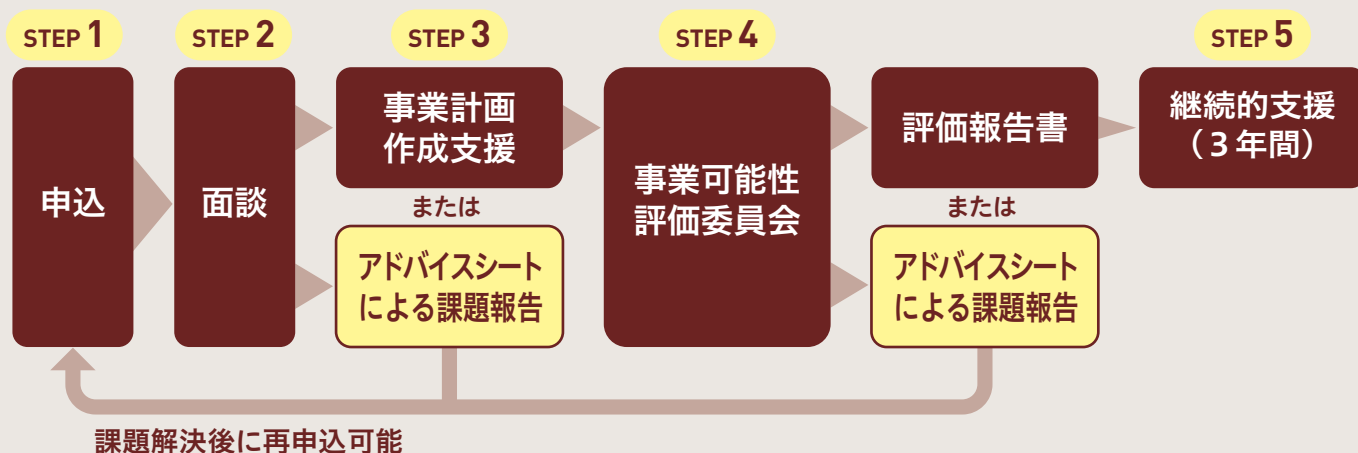 STEP 1
STEP 2
STEP 3
STEP 4
STEP 5
申込
面談
事業計画
作成支援
または
アドバイスシート
による課題報告
事業可能性
評価委員会
評価報告書
または
アドバイスシート
による課題報告
継続的支援
（３年間）
課題解決後に再申込可能